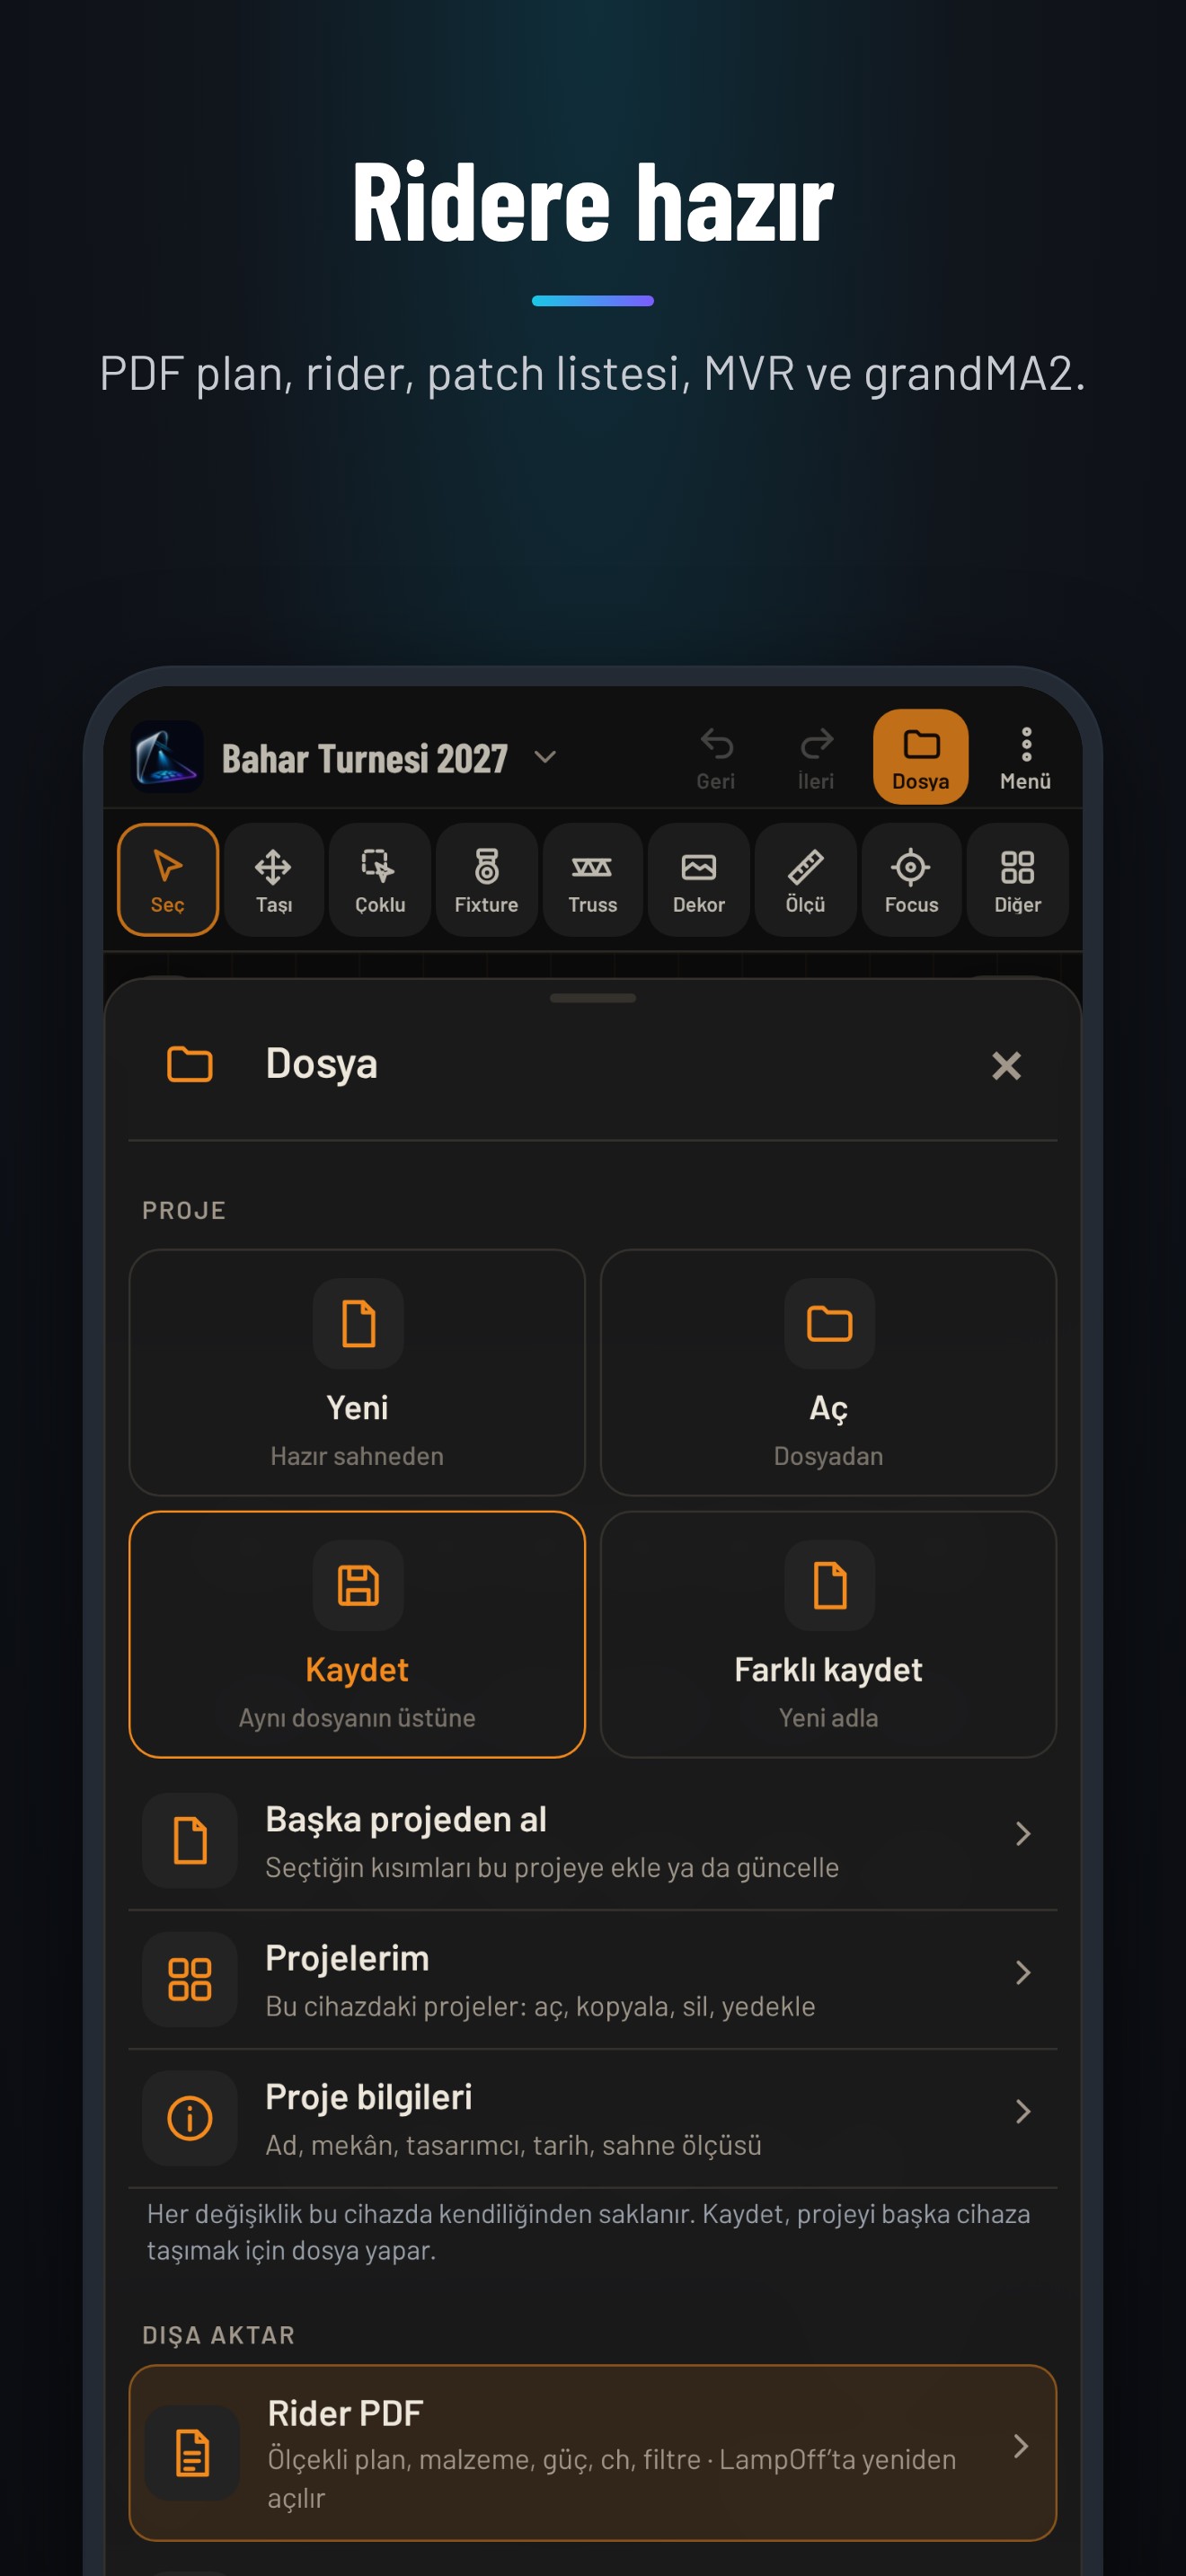 Ridere hazır
PDF plan, rider, patch listesi, MVR ve grandMA2.
Bahar Turnesi 2027
Geri
İleri
Dosya
Menü
Seç
Taşı
Çoklu
Fixture
Truss
Dekor
Ölçü
Focus
Diğer
Dosya
PROJE
Yeni
Hazır sahneden
Aç
Dosyadan
Kaydet
Aynı dosyanın üstüne
Farklı kaydet
Yeni adla
Başka projeden al
Seçtiğin kısımları bu projeye ekle ya da güncelle
Projelerim
Bu cihazdaki projeler: aç, kopyala, sil, yedekle
Proje bilgileri
Ad, mekân, tasarımcı, tarih, sahne ölçüsü
Her değişiklik bu cihazda kendiliğinden saklanır. Kaydet, projeyi başka cihaza
taşımak için dosya yapar.
DIŞA AKTAR
Rider PDF
Ölçekli plan, malzeme, güç, ch, filtre · LampOff’ta yeniden
açılır